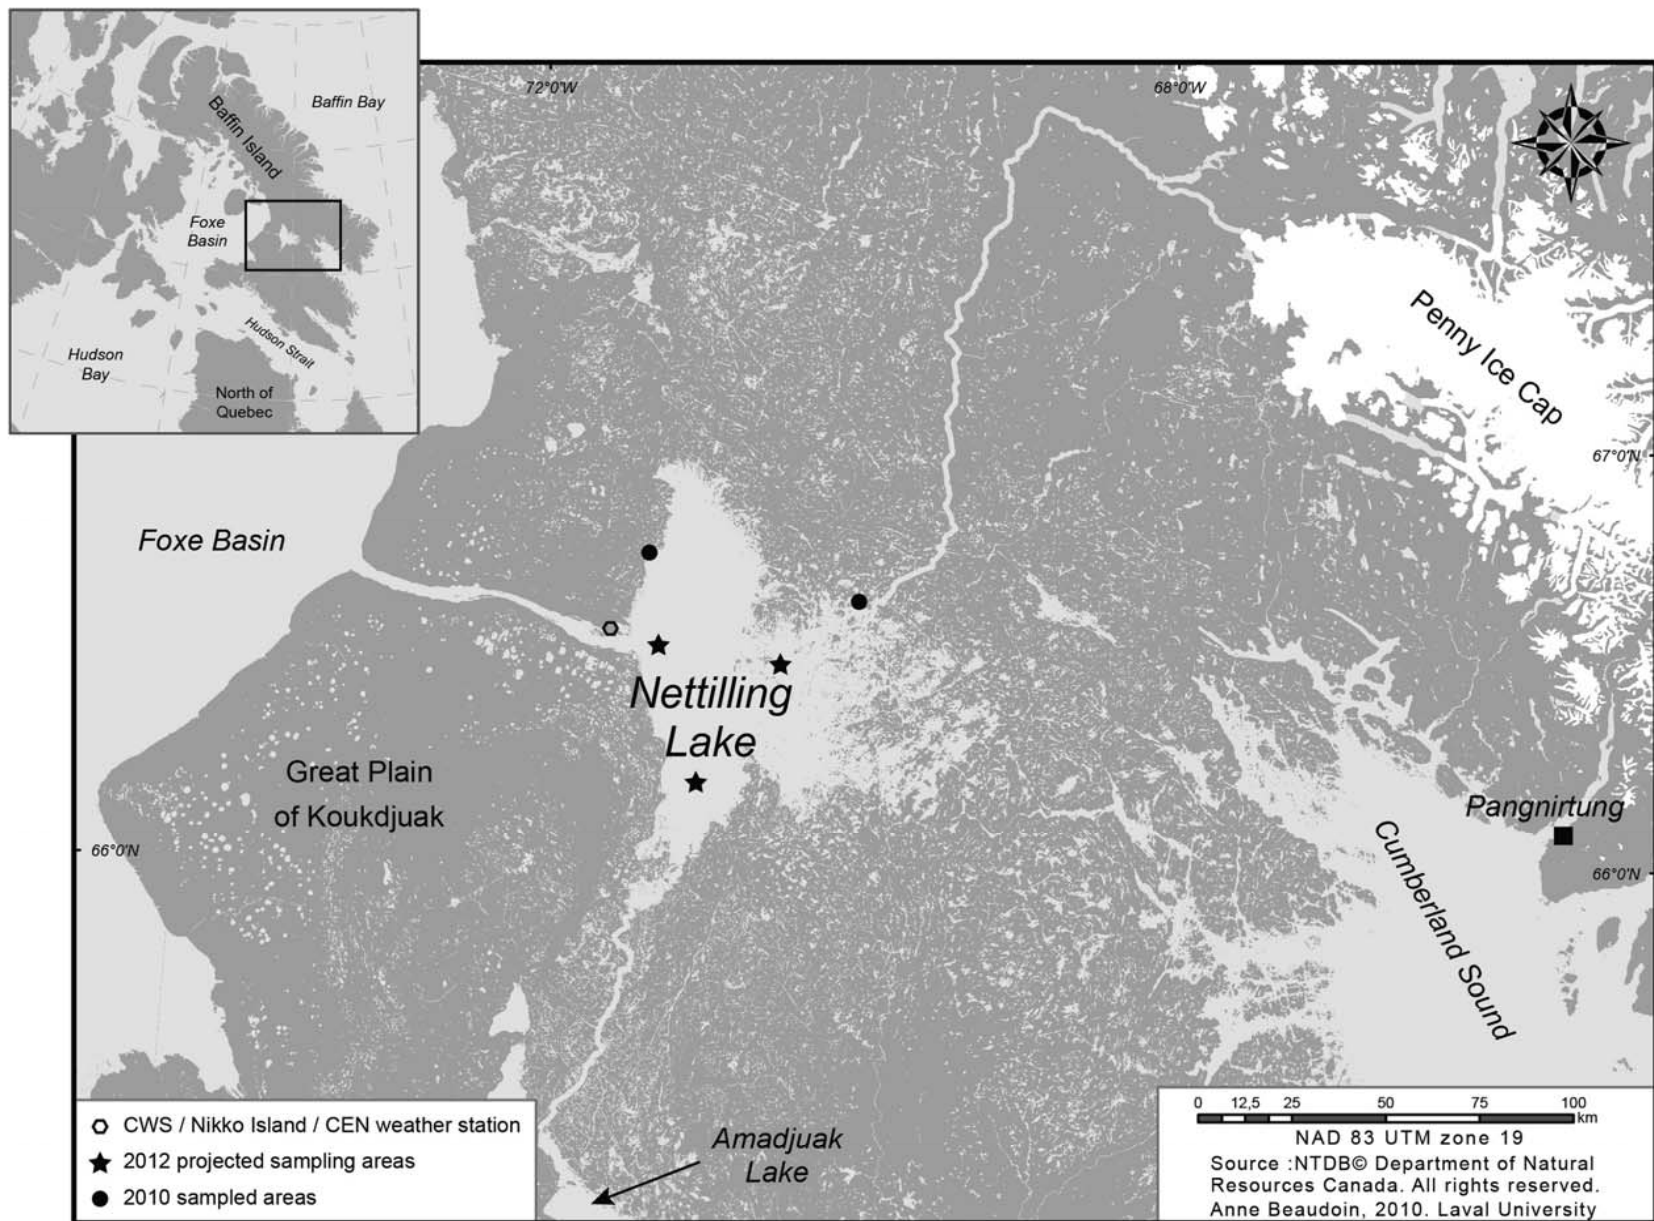 Baffin Bay
Baffin Island
Foxe
Basin
Hudson Strait
Hudson
Bay
North of
Quebec
72°0'W
68°0'W
Penny Ice Cap
67°0'N
Foxe Basin
Nettilling
Lake
Great Plain
of Koukdjuak
Pangnirtung
66°0'N
66°0'N
Cumberland Sound
Amadjuak
Lake
CWS / Nikko Island / CEN weather station
2012 projected sampling areas
2010 sampled areas
0 12,5 25 50 75 100
km
NAD 83 UTM zone 19
Source :NTDB© Department of Natural
Resources Canada. All rights reserved.
Anne Beaudoin, 2010. Laval University